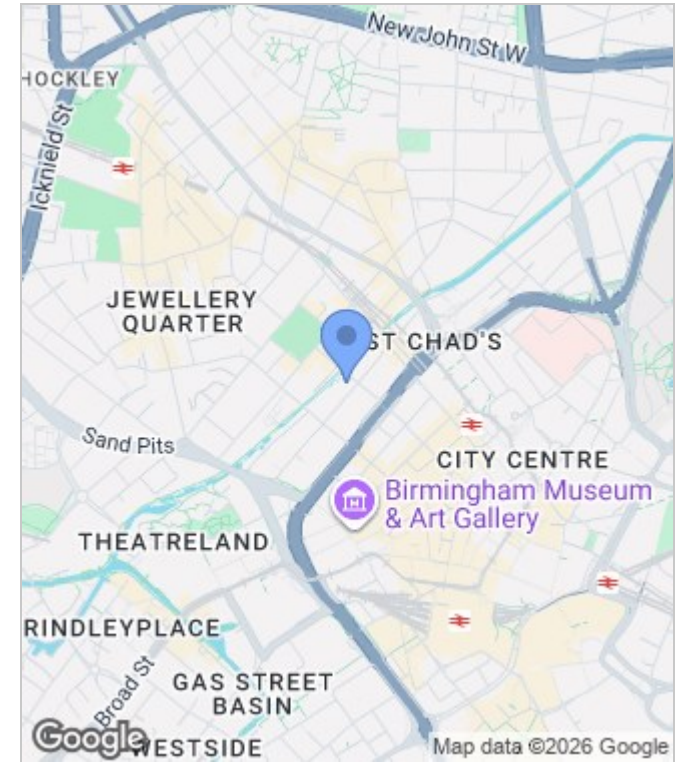 New John St W
HOCKLEY
Icknield St
JEWELLERY
QUARTER
ST CHAD'S
Sand Pits
CITY CENTRE
Birmingham Museum
& Art Gallery
THEATRELAND
RINDLEYPLACE
Broad St
GAS STREET
BASIN
WESTSIDE
Google
Map data ©2026 Google